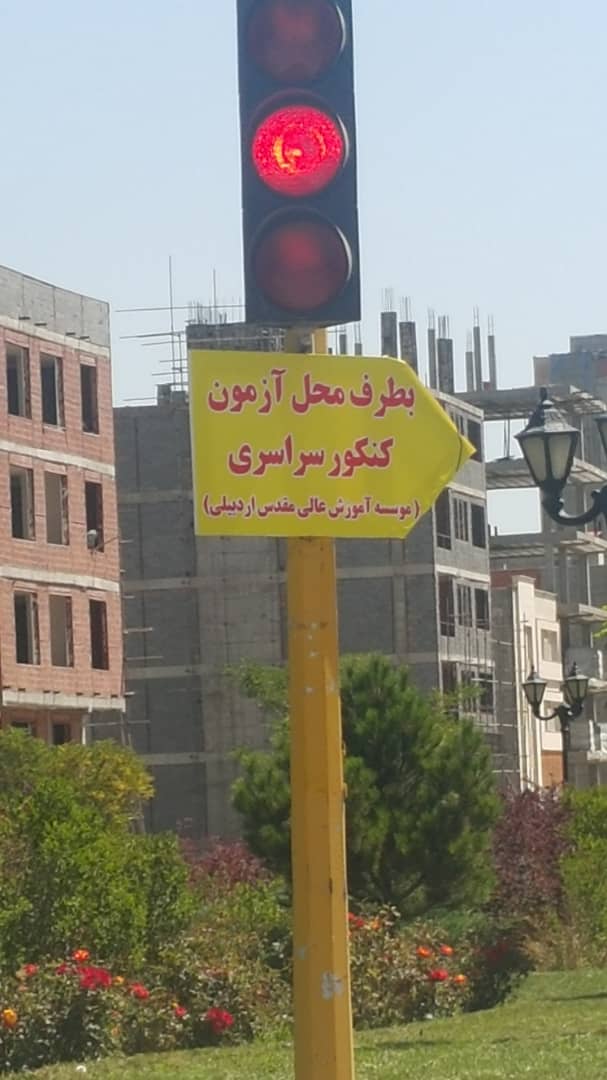 بطرف محل آزمون
کنکور سراسری
(موسسه آموزش عالی مقدس اردبیلی)